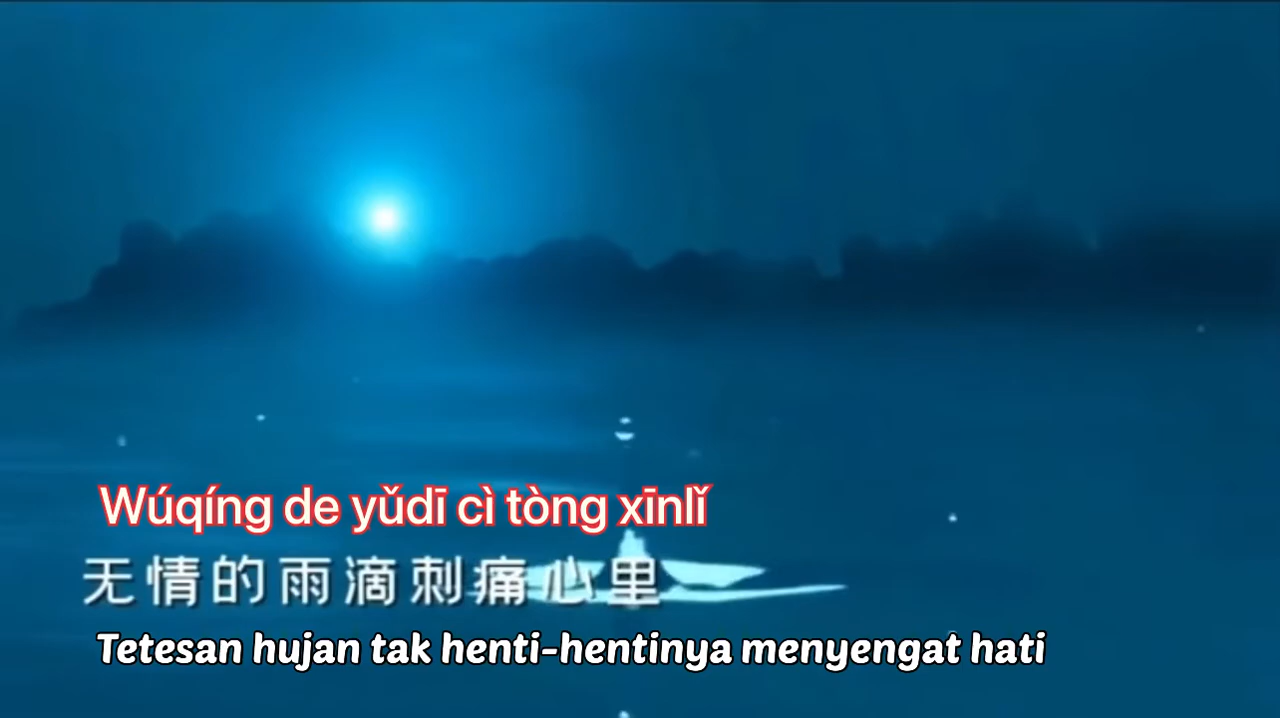 Wúqíng de yǔdī cì tòng xīnlǐ
无情的雨滴刺痛心里
Tetesan hujan tak henti-hentinya menyengat hati